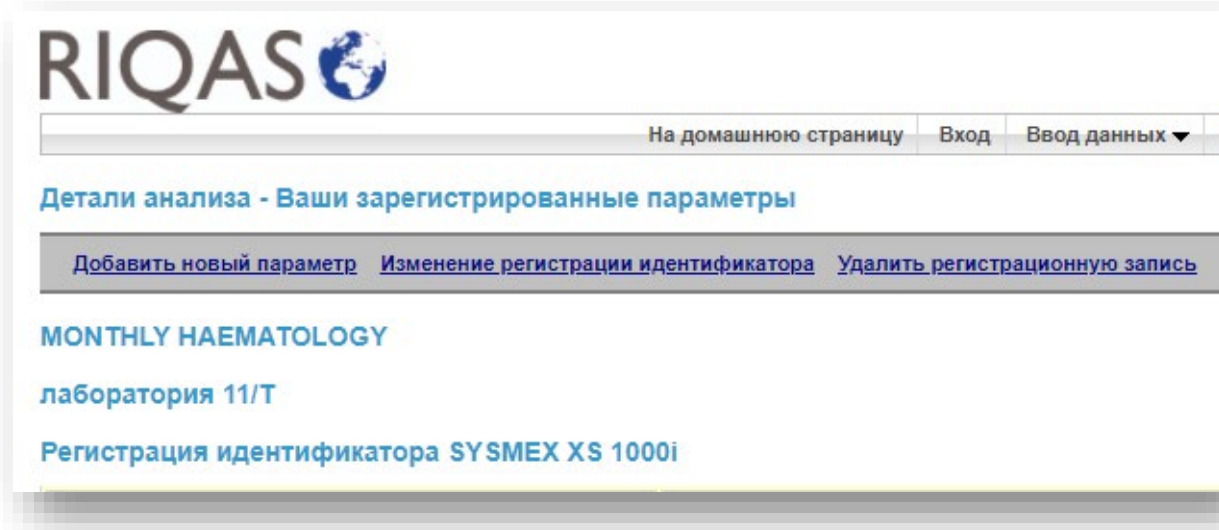 RIQAS
На домашнюю страницу Вход Ввод данных
Детали анализа - Ваши зарегистрированные параметры
Добавить новый параметр Изменение регистрации идентификатора Удалить регистрационную запись
MONTHLY HAEMATOLOGY
лаборатория 11/T
Регистрация идентификатора SYSMEX XS 1000i